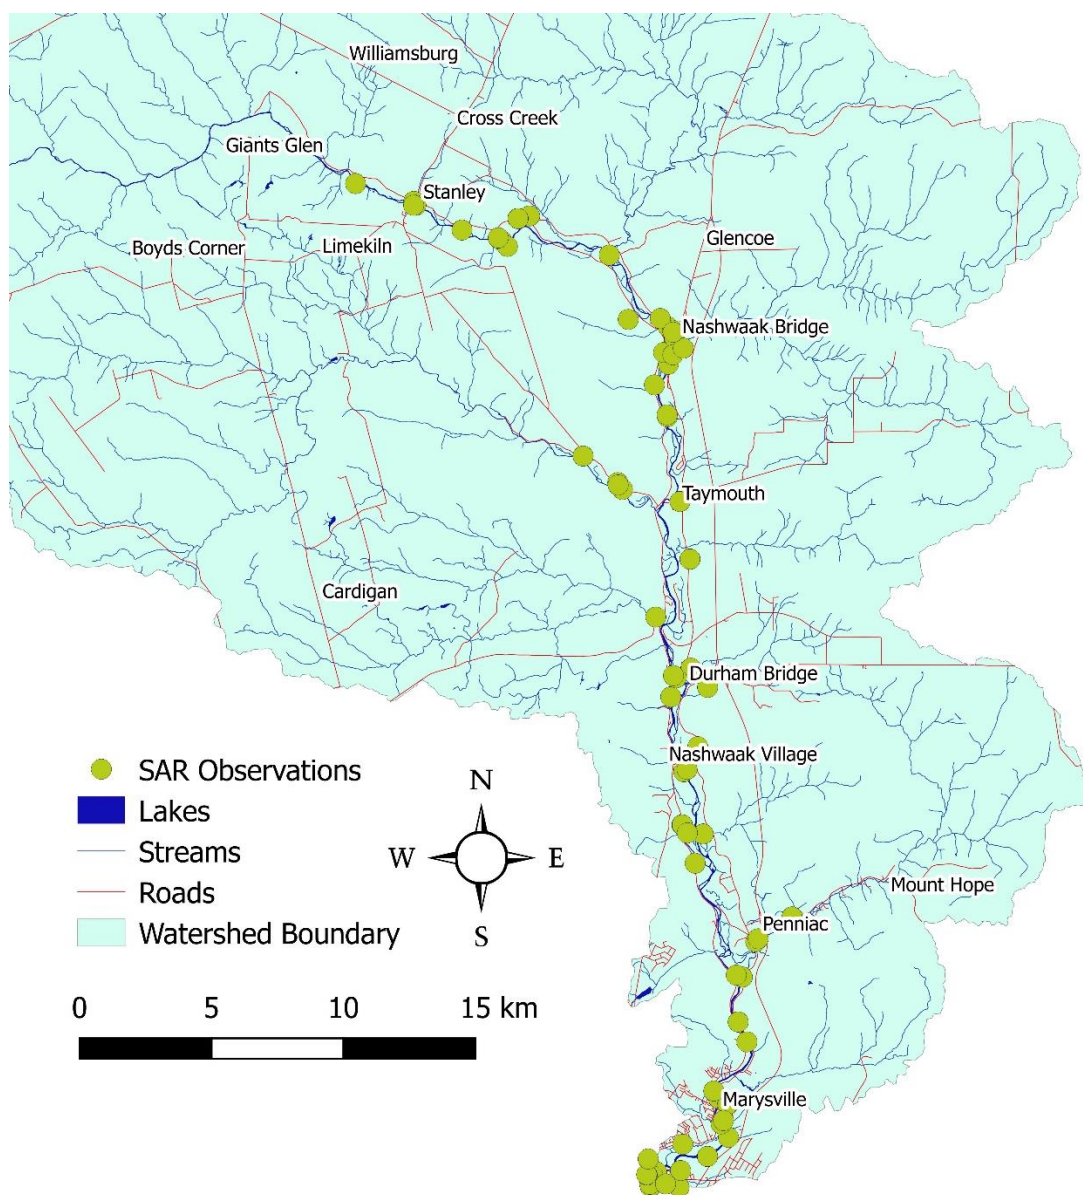 Williamsburg
Cross Creek
Giants Glen
Stanley
Boyds Corner
Limekiln
Glencoe
Nashwaak Bridge
Taymouth
Cardigan
Durham Bridge
Nashwaak Village
SAR Observations
Lakes
Streams
Roads
Watershed Boundary
N
W
E
S
Mount Hope
Penniac
0 5 10 15 km
Marysville